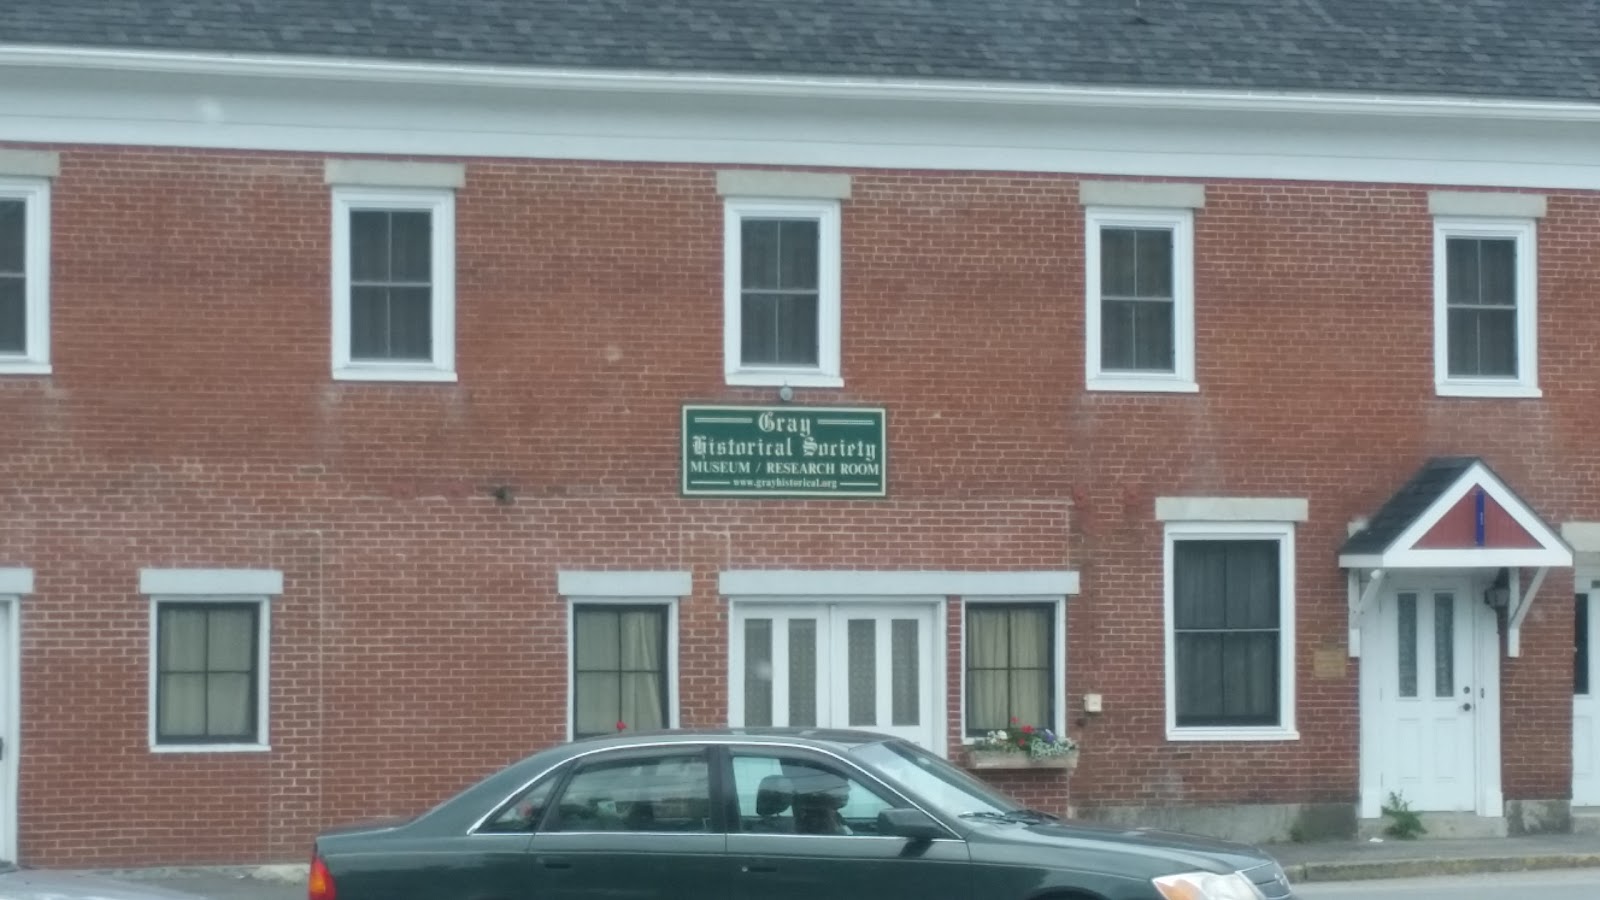 Gray
Historical Society
MUSEUM / RESEARCH ROOM
www.grayhistorical.org